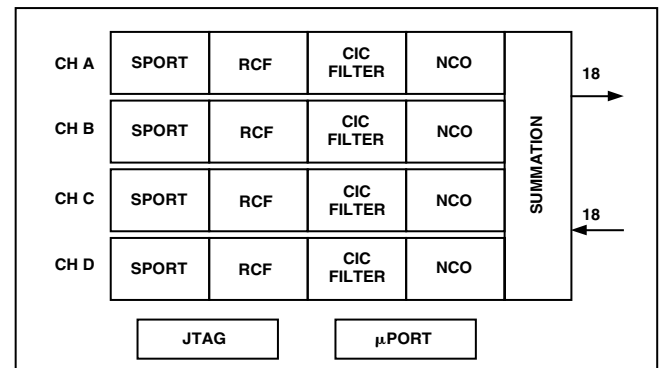 CH A SPORT RCF CIC FILTER NCO 18
CH B SPORT RCF CIC FILTER NCO
SUMMATION
CH C SPORT RCF CIC FILTER NCO 18
CH D SPORT RCF CIC FILTER NCO
JTAG µPORT